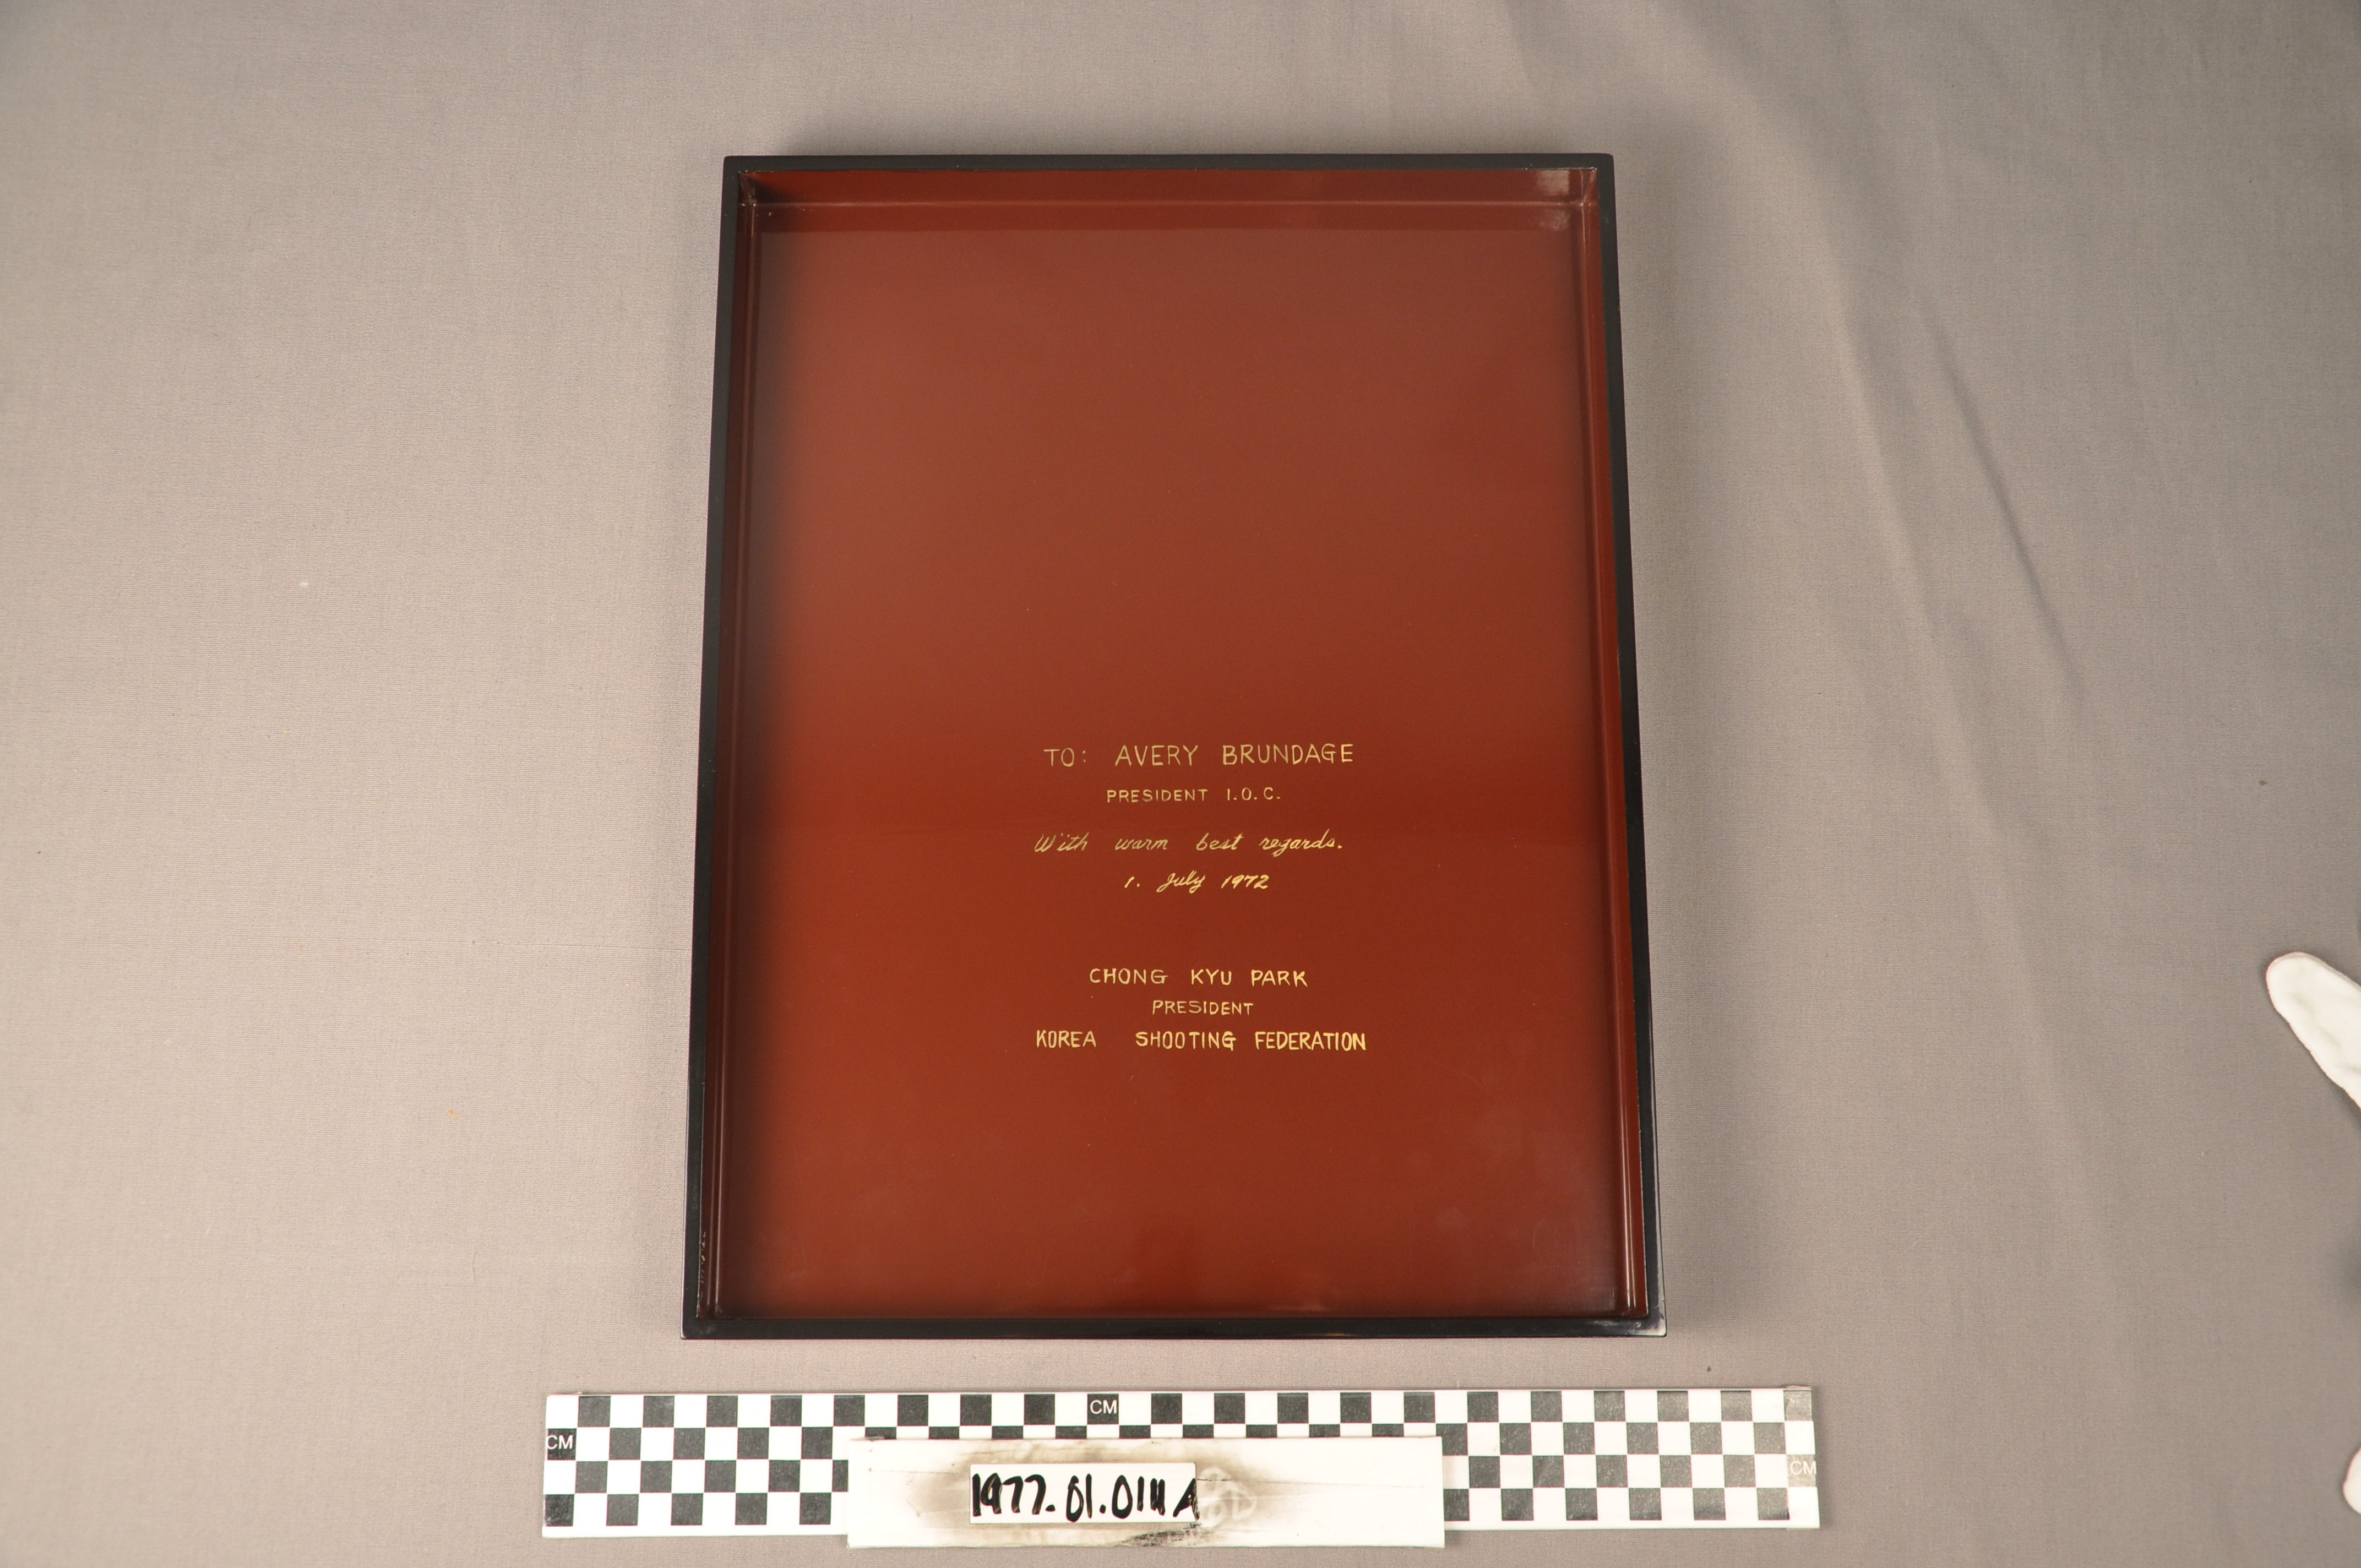 TO: AVERY BRUNDAGE
PRESIDENT I.O.C.
With warm best regards.
1. July 1972
CHONG KYU PARK
PRESIDENT
KOREA SHOOTING FEDERATION
CM
CM
CM
1977.01.0111A